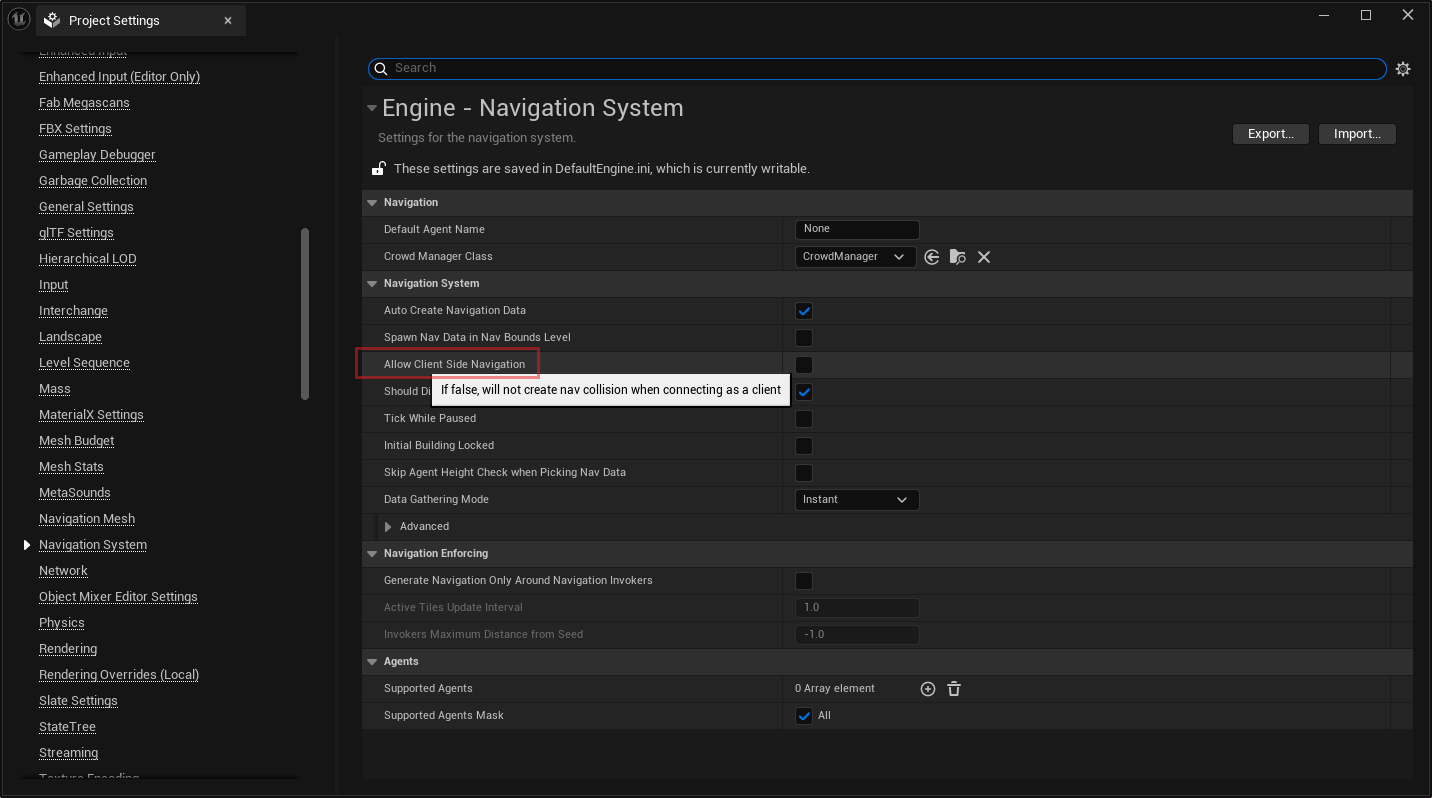 Project Settings
Enhanced Input
Enhanced Input (Editor Only)
Fab Megascans
FBX Settings
Gameplay Debugger
Garbage Collection
General Settings
glTF Settings
Hierarchical LOD
Input
Interchange
Landscape
Level Sequence
Mass
MaterialX Settings
Mesh Budget
Mesh Stats
MetaSounds
Navigation Mesh
Navigation System
Network
Object Mixer Editor Settings
Physics
Rendering
Rendering Overrides (Local)
Slate Settings
StateTree
Streaming
Texture Encoding
Search
Engine - Navigation System
Settings for the navigation system.
Export...
Import...
These settings are saved in DefaultEngine.ini, which is currently writable.
Navigation
Default Agent Name
None
Crowd Manager Class
CrowdManager
Navigation System
Auto Create Navigation Data
Spawn Nav Data in Nav Bounds Level
Allow Client Side Navigation
If false, will not create nav collision when connecting as a client
Should Di
Tick While Paused
Initial Building Locked
Skip Agent Height Check when Picking Nav Data
Data Gathering Mode
Instant
Advanced
Navigation Enforcing
Generate Navigation Only Around Navigation Invokers
Active Tiles Update Interval
1.0
Invokers Maximum Distance from Seed
-1.0
Agents
Supported Agents
0 Array element
Supported Agents Mask
All